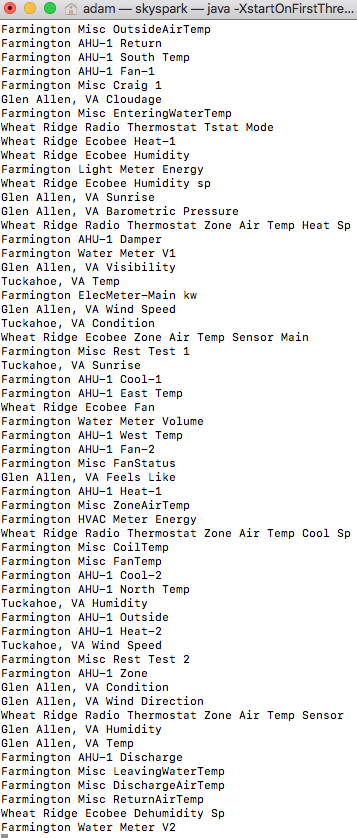 adam — skyspark — java -XstartOnFirstThre...
Farmington Misc OutsideAirTemp
Farmington AHU-1 Return
Farmington AHU-1 South Temp
Farmington AHU-1 Fan-1
Farmington Misc Craig 1
Glen Allen, VA Cloudage
Farmington Misc EnteringWaterTemp
Wheat Ridge Radio Thermostat Tstat Mode
Wheat Ridge Ecobee Heat-1
Wheat Ridge Ecobee Humidity
Farmington Light Meter Energy
Wheat Ridge Ecobee Humidity sp
Glen Allen, VA Sunrise
Glen Allen, VA Barometric Pressure
Wheat Ridge Radio Thermostat Zone Air Temp Heat Sp
Farmington AHU-1 Damper
Farmington Water Meter V1
Glen Allen, VA Visibility
Tuckahoe, VA Temp
Farmington ElecMeter-Main kw
Glen Allen, VA Wind Speed
Tuckahoe, VA Condition
Wheat Ridge Ecobee Zone Air Temp Sensor Main
Farmington Misc Rest Test 1
Tuckahoe, VA Sunrise
Farmington AHU-1 Cool-1
Farmington AHU-1 East Temp
Wheat Ridge Ecobee Fan
Farmington Water Meter Volume
Farmington AHU-1 West Temp
Farmington AHU-1 Fan-2
Farmington Misc FanStatus
Glen Allen, VA Feels Like
Farmington AHU-1 Heat-1
Farmington Misc ZoneAirTemp
Farmington HVAC Meter Energy
Wheat Ridge Radio Thermostat Zone Air Temp Cool Sp
Farmington Misc CoilTemp
Farmington Misc FanTemp
Farmington AHU-1 Cool-2
Farmington AHU-1 North Temp
Tuckahoe, VA Humidity
Farmington AHU-1 Outside
Farmington AHU-1 Heat-2
Tuckahoe, VA Wind Speed
Farmington Misc Rest Test 2
Farmington AHU-1 Zone
Glen Allen, VA Condition
Glen Allen, VA Wind Direction
Wheat Ridge Radio Thermostat Zone Air Temp Sensor
Glen Allen, VA Humidity
Glen Allen, VA Temp
Farmington AHU-1 Discharge
Farmington Misc LeavingWaterTemp
Farmington Misc DischargeAirTemp
Farmington Misc ReturnAirTemp
Wheat Ridge Ecobee Dehumidity Sp
Farmington Water Meter V2